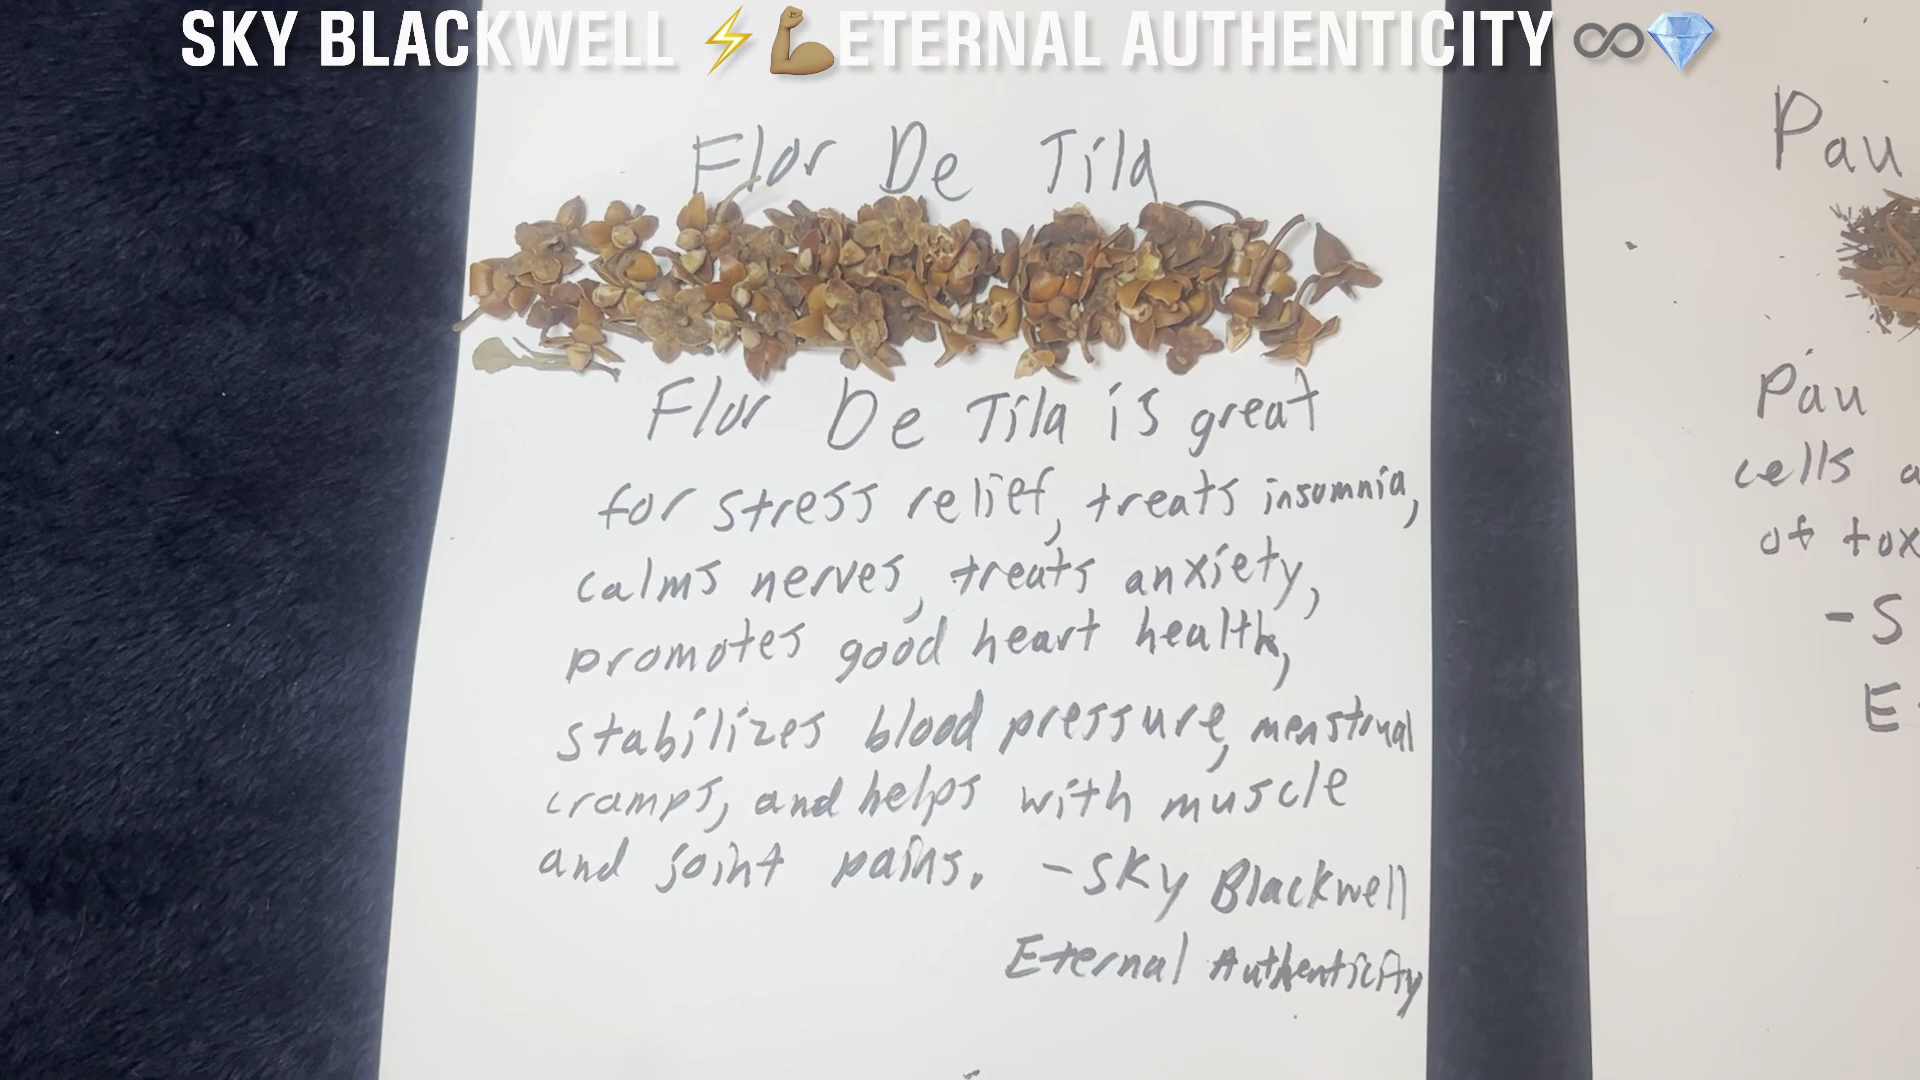 SKY BLACKWELL ⚡💪🏽ETERNAL AUTHENTICITY ♾💎
Flor De Tila
Flor De Tila is great
for stress relief, treats insomnia,
calms nerves, treats anxiety,
promotes good heart health,
stabilizes blood pressure, menstrual
cramps, and helps with muscle
and joint pains. -Sky Blackwell
Eternal Authenticity
Pau
Pau
cells a
of tox
-S
E